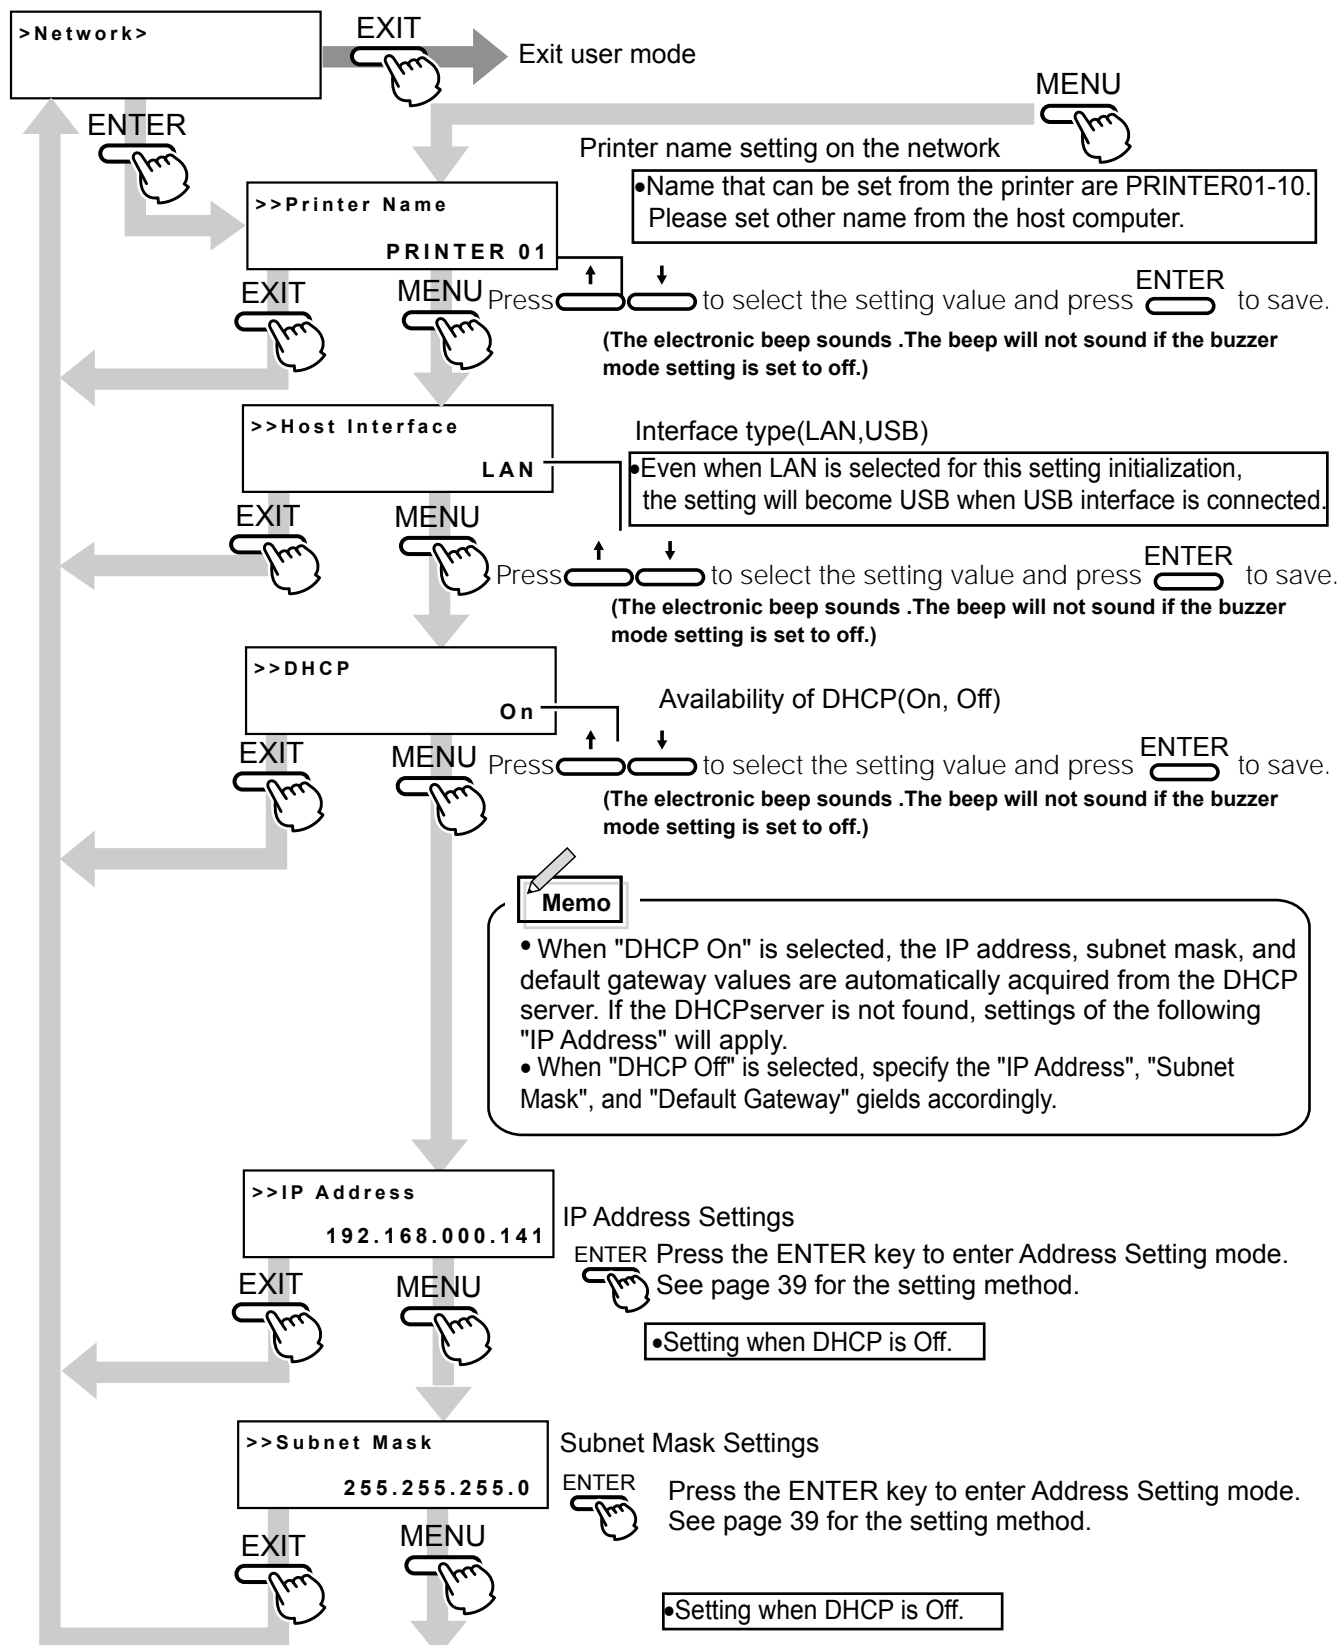 >Network>
EXIT
Exit user mode
MENU
ENTER
Printer name setting on the network
•Name that can be set from the printer are PRINTER01-10.
Please set other name from the host computer.
>>Printer Name
PRINTER 01
EXIT
MENU
↑ ↓
Press to select the setting value and press ENTER to save.
(The electronic beep sounds .The beep will not sound if the buzzer
mode setting is set to off.)
>>Host Interface
LAN
Interface type(LAN,USB)
•Even when LAN is selected for this setting initialization,
the setting will become USB when USB interface is connected.
EXIT
MENU
↑ ↓
Press to select the setting value and press ENTER to save.
(The electronic beep sounds .The beep will not sound if the buzzer
mode setting is set to off.)
>>DHCP
On
Availability of DHCP(On, Off)
EXIT
MENU
↑ ↓
Press to select the setting value and press ENTER to save.
(The electronic beep sounds .The beep will not sound if the buzzer
mode setting is set to off.)
Memo
• When "DHCP On" is selected, the IP address, subnet mask, and
default gateway values are automatically acquired from the DHCP
server. If the DHCPserver is not found, settings of the following
"IP Address" will apply.
• When "DHCP Off" is selected, specify the "IP Address", "Subnet
Mask", and "Default Gateway" gields accordingly.
>>IP Address
192.168.000.141
IP Address Settings
ENTER Press the ENTER key to enter Address Setting mode.
See page 39 for the setting method.
EXIT
MENU
•Setting when DHCP is Off.
>>Subnet Mask
255.255.255.0
Subnet Mask Settings
ENTER
Press the ENTER key to enter Address Setting mode.
See page 39 for the setting method.
EXIT
MENU
•Setting when DHCP is Off.